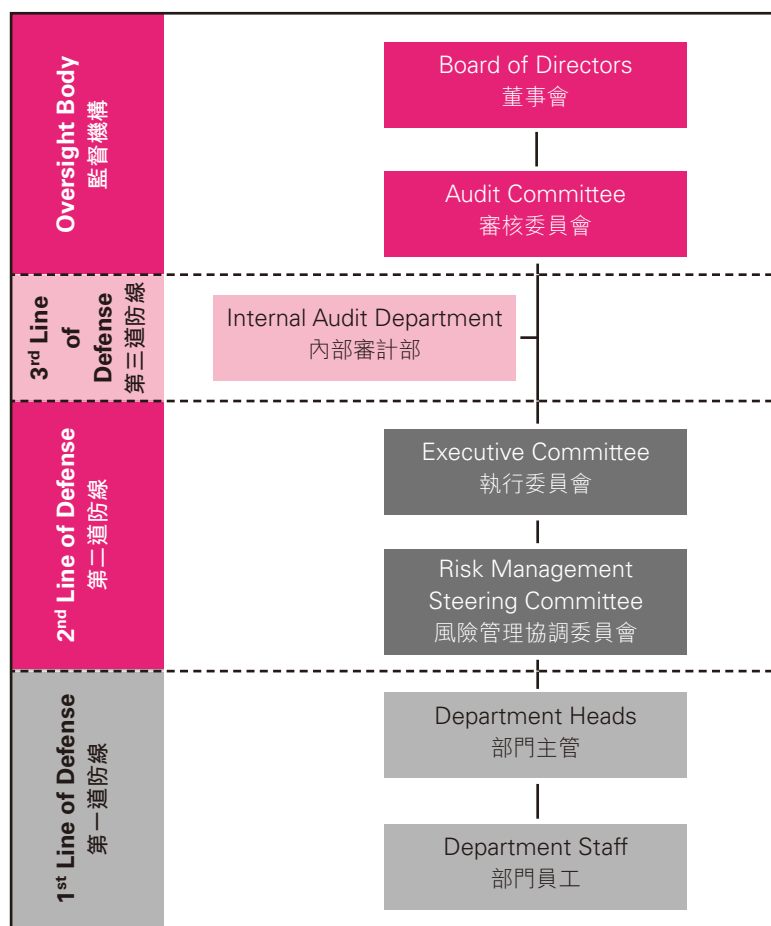 Oversight Body
監督機構
Board of Directors
董事會
Audit Committee
審核委員會
3rd Line
of
Defense
第三道防線
Internal Audit Department
內部審計部
2nd Line of Defense
第二道防線
Executive Committee
執行委員會
Risk Management
Steering Committee
風險管理協調委員會
1st Line of Defense
第一道防線
Department Heads
部門主管
Department Staff
部門員工